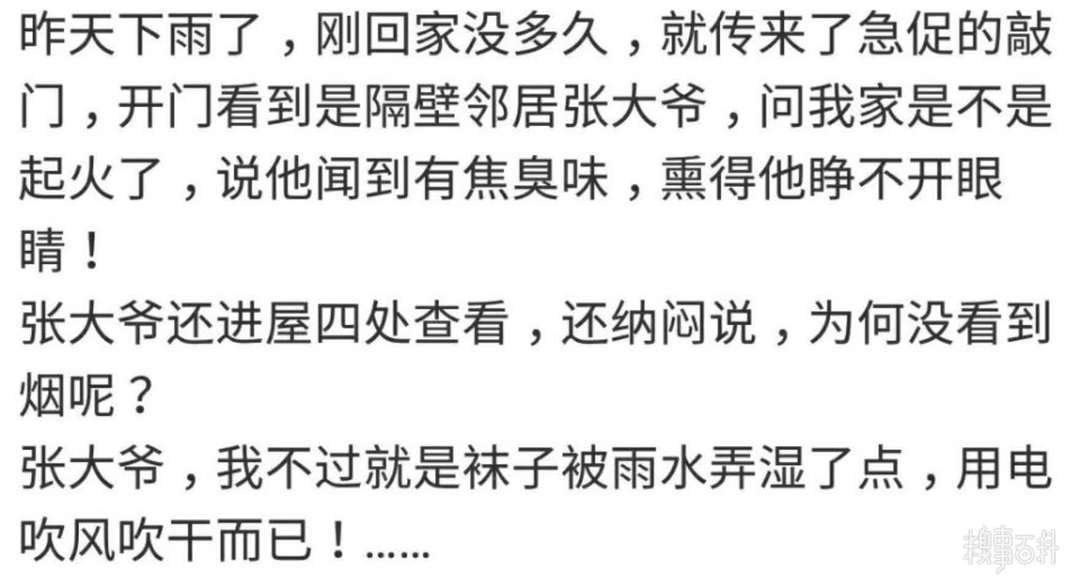 昨天下雨了，刚回家没多久，就传来了急促的敲
门，开门看到是隔壁邻居张大爷，问我家是不是
起火了，说他闻到有焦臭味，熏得他睁不开眼
睛！
张大爷还进屋四处查看，还纳闷说，为何没看到
烟呢？
张大爷，我不过就是袜子被雨水弄湿了点，用电
吹风吹干而已！……
糗事百科